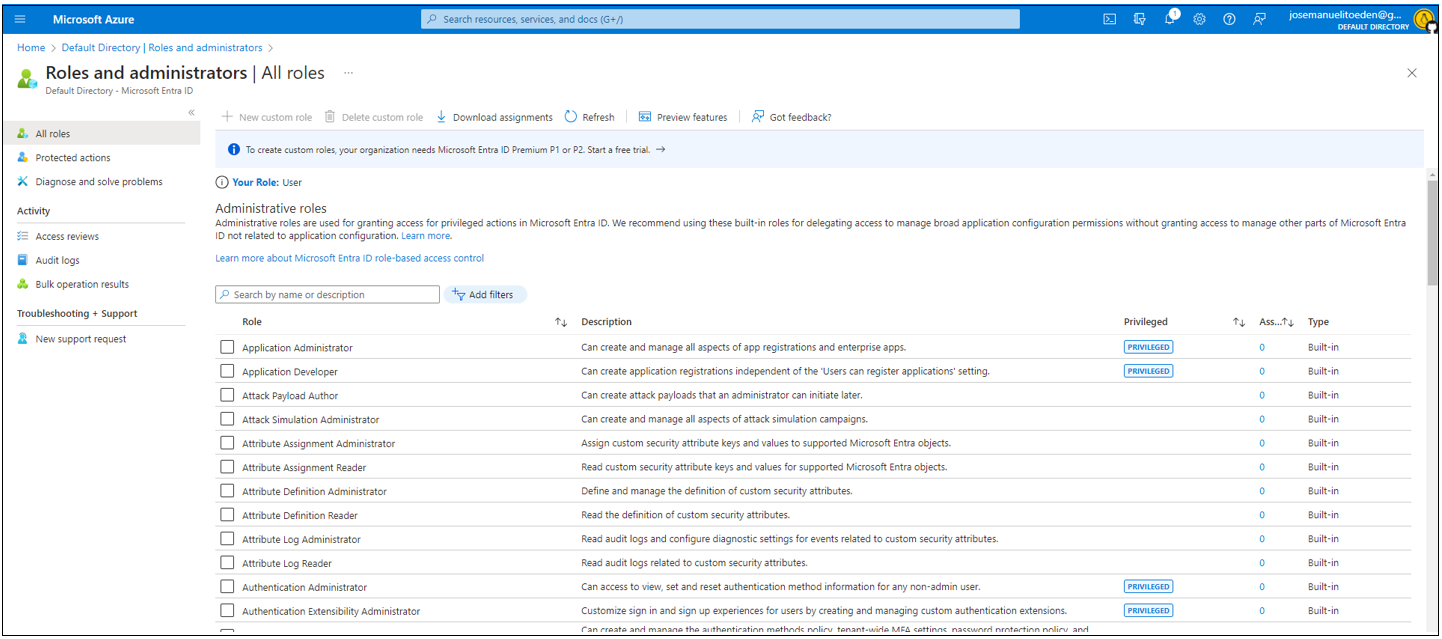 Microsoft Azure
Search resources, services, and docs (G+/)
1
josemanuelitoeden@g...
DEFAULT DIRECTORY
Home > Default Directory | Roles and administrators >
Roles and administrators | All roles ...
Default Directory - Microsoft Entra ID
All roles
Protected actions
Diagnose and solve problems
Activity
Access reviews
Audit logs
Bulk operation results
Troubleshooting + Support
New support request
New custom role Delete custom role Download assignments Refresh Preview features Got feedback?
To create custom roles, your organization needs Microsoft Entra ID Premium P1 or P2. Start a free trial. →
Your Role: User
Administrative roles
Administrative roles are used for granting access for privileged actions in Microsoft Entra ID. We recommend using these built-in roles for delegating access to manage broad application configuration permissions without granting access to manage other parts of Microsoft Entra
ID not related to application configuration. Learn more.
Learn more about Microsoft Entra ID role-based access control
Search by name or description Add filters
Role Description Privileged Ass... Type
Application Administrator Can create and manage all aspects of app registrations and enterprise apps. PRIVILEGED 0 Built-in
Application Developer Can create application registrations independent of the 'Users can register applications' setting. PRIVILEGED 0 Built-in
Attack Payload Author Can create attack payloads that an administrator can initiate later. 0 Built-in
Attack Simulation Administrator Can create and manage all aspects of attack simulation campaigns. 0 Built-in
Attribute Assignment Administrator Assign custom security attribute keys and values to supported Microsoft Entra objects. 0 Built-in
Attribute Assignment Reader Read custom security attribute keys and values for supported Microsoft Entra objects. 0 Built-in
Attribute Definition Administrator Define and manage the definition of custom security attributes. 0 Built-in
Attribute Definition Reader Read the definition of custom security attributes. 0 Built-in
Attribute Log Administrator Read audit logs and configure diagnostic settings for events related to custom security attributes. 0 Built-in
Attribute Log Reader Read audit logs related to custom security attributes. 0 Built-in
Authentication Administrator Can access to view, set and reset authentication method information for any non-admin user. PRIVILEGED 0 Built-in
Authentication Extensibility Administrator Customize sign in and sign up experiences for users by creating and managing custom authentication extensions. PRIVILEGED 0 Built-in
Can create and manage the authentication methods policy, tenant-wide MFA settings, password protection policy, and